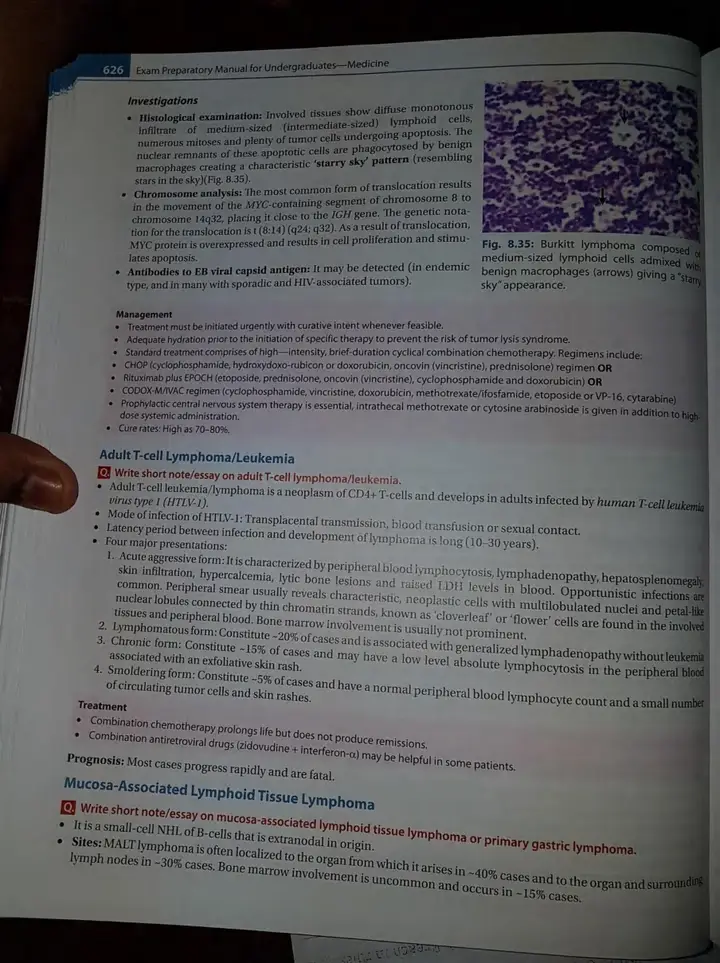 626 Exam Preparatory Manual for Undergraduates—Medicine
Investigations
• Histological examination: Involved tissues show diffuse monotonous
infiltrate of medium-sized (intermediate-sized) lymphoid cells,
numerous mitoses and plenty of tumor cells undergoing apoptosis. The
nuclear remnants of these apoptotic cells are phagocytosed by benign
macrophages creating a characteristic 'starry sky' pattern (resembling
stars in the sky)(Fig. 8.35).
• Chromosome analysis: The most common form of translocation results
in the movement of the MYC-containing segment of chromosome 8 to
chromosome 14q32, placing it close to the IGH gene. The genetic nota-
tion for the translocation is t (8:14) (q24; q32). As a result of translocation,
MYC protein is overexpressed and results in cell proliferation and stimu-
lates apoptosis.
• Antibodies to EB viral capsid antigen: It may be detected (in endemic
type, and in many with sporadic and HIV-associated tumors).
Fig. 8.35: Burkitt lymphoma composed of
medium-sized lymphoid cells admixed with
benign macrophages (arrows) giving a "starry
sky" appearance.
Management
• Treatment must be initiated urgently with curative intent whenever feasible.
• Adequate hydration prior to the initiation of specific therapy to prevent the risk of tumor lysis syndrome.
• Standard treatment comprises of high—intensity, brief-duration cyclical combination chemotherapy. Regimens include:
• CHOP (cyclophosphamide, hydroxydoxo-rubicon or doxorubicin, oncovin (vincristine), prednisolone) regimen OR
• Rituximab plus EPOCH (etoposide, prednisolone, oncovin (vincristine), cyclophosphamide and doxorubicin) OR
• CODOX-M/IVAC regimen (cyclophosphamide, vincristine, doxorubicin, methotrexate/ifosfamide, etoposide or VP-16, cytarabine)
• Prophylactic central nervous system therapy is essential, intrathecal methotrexate or cytosine arabinoside is given in addition to high
dose systemic administration.
• Cure rates: High as 70–80%.
Adult T-cell Lymphoma/Leukemia
Q. Write short note/essay on adult T-cell lymphoma/leukemia.
• Adult T-cell leukemia/lymphoma is a neoplasm of CD4+ T-cells and develops in adults infected by human T-cell leukemia
virus type 1 (HTLV-1).
• Mode of infection of HTLV-1: Transplacental transmission, blood transfusion or sexual contact.
• Latency period between infection and development of lymphoma is long (10–30 years).
• Four major presentations:
1. Acute aggressive form: It is characterized by peripheral blood lymphocytosis, lymphadenopathy, hepatosplenomegaly,
skin infiltration, hypercalcemia, lytic bone lesions and raised LDH levels in blood. Opportunistic infections are
common. Peripheral smear usually reveals characteristic, neoplastic cells with multilobulated nuclei and petal-like
nuclear lobules connected by thin chromatin strands, known as 'cloverleaf' or 'flower' cells are found in the involved
tissues and peripheral blood. Bone marrow involvement is usually not prominent.
2. Lymphomatous form: Constitute ~20% of cases and is associated with generalized lymphadenopathy without leukemia
3. Chronic form: Constitute ~15% of cases and may have a low level absolute lymphocytosis in the peripheral blood
associated with an exfoliative skin rash.
4. Smoldering form: Constitute ~5% of cases and have a normal peripheral blood lymphocyte count and a small number
of circulating tumor cells and skin rashes.
Treatment
• Combination chemotherapy prolongs life but does not produce remissions.
• Combination antiretroviral drugs (zidovudine + interferon-α) may be helpful in some patients.
Prognosis: Most cases progress rapidly and are fatal.
Mucosa-Associated Lymphoid Tissue Lymphoma
Q. Write short note/essay on mucosa-associated lymphoid tissue lymphoma or primary gastric lymphoma.
• It is a small-cell NHL of B-cells that is extranodal in origin.
• Sites: MALT lymphoma is often localized to the organ from which it arises in ~40% cases and to the organ and surrounding
lymph nodes in ~30% cases. Bone marrow involvement is uncommon and occurs in ~15% cases.